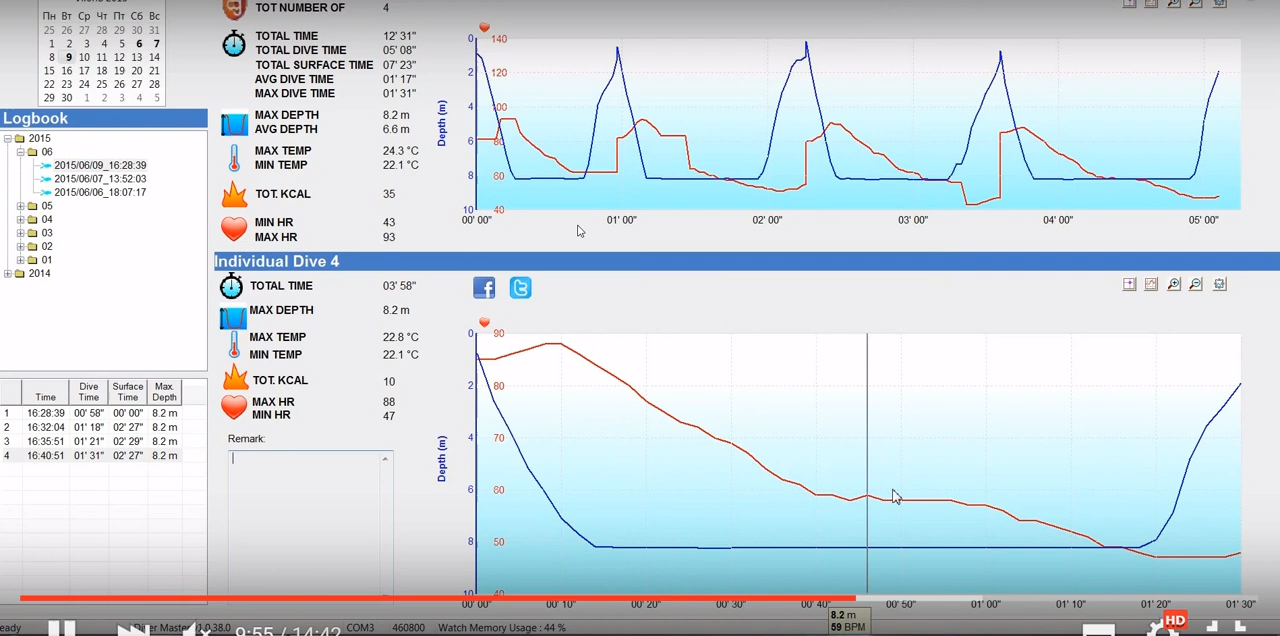 Пн Вт Ср Чт Пт Сб Вс
25 26 27 28 29 30 31
1 2 3 4 5 6 7
8 9 10 11 12 13 14
15 16 17 18 19 20 21
22 23 24 25 26 27 28
29 30 1 2 3 4 5
Logbook
2015
06
2015/06/09_16:28:39
2015/06/07_13:52:03
2015/06/06_18:07:17
05
04
03
02
01
2014
Time Dive Time Surface Time Max. Depth
1 16:28:39 00' 58" 00' 00" 8.2 m
2 16:32:04 01' 18" 02' 27" 8.2 m
3 16:35:51 01' 21" 02' 29" 8.2 m
4 16:40:51 01' 31" 02' 27" 8.2 m
TOT NUMBER OF 4
TOTAL TIME 12' 31"
TOTAL DIVE TIME 05' 08"
TOTAL SURFACE TIME 07' 23"
AVG DIVE TIME 01' 17"
MAX DIVE TIME 01' 31"
MAX DEPTH 8.2 m
AVG DEPTH 6.6 m
MAX TEMP 24.3 °C
MIN TEMP 22.1 °C
TOT. KCAL 35
MIN HR 43
MAX HR 93
Depth (m)
0 140
2 120
4 100
6 80
8 60
10 40
00' 00" 01' 00" 02' 00" 03' 00" 04' 00" 05' 00"
Individual Dive 4
TOTAL TIME 03' 58"
MAX DEPTH 8.2 m
MAX TEMP 22.8 °C
MIN TEMP 22.1 °C
TOT. KCAL 10
MAX HR 88
MIN HR 47
Remark:
Depth (m)
0 90
2 80
4 70
6 60
8 50
10 40
00' 00" 00' 10" 00' 20" 00' 30" 00' 40" 00' 50" 01' 00" 01' 10" 01' 20" 01' 30"
8.2 m
59 BPM
COM3 460800 Watch Memory Usage : 44 %
9:55 / 14:42
HD